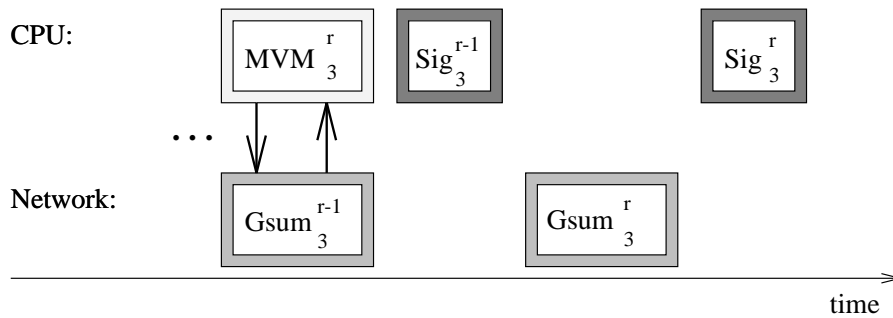 CPU:
MVM r 3
Sig r-1 3
Sig r 3
...
Network:
Gsum r-1 3
Gsum r 3
time